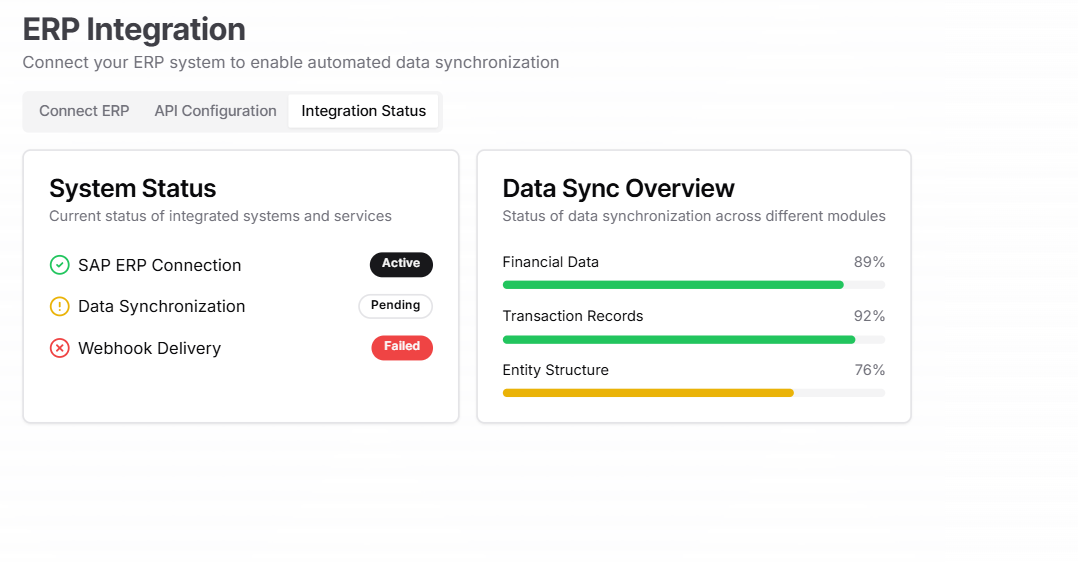 ERP Integration
Connect your ERP system to enable automated data synchronization
Connect ERP API Configuration Integration Status
System Status
Current status of integrated systems and services
SAP ERP Connection Active
Data Synchronization Pending
Webhook Delivery Failed
Data Sync Overview
Status of data synchronization across different modules
Financial Data 89%
Transaction Records 92%
Entity Structure 76%